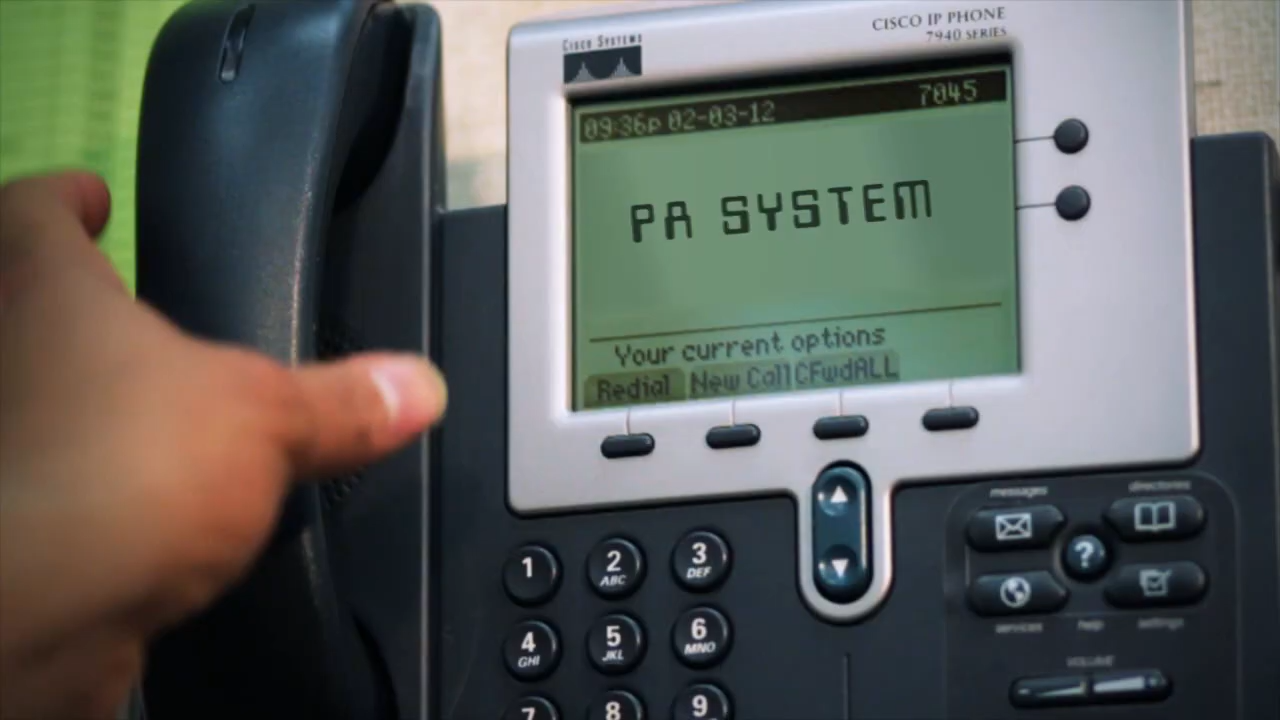 CISCO IP PHONE
7940 SERIES
CISCO SYSTEMS
09:36p 02-03-12 7045
PA SYSTEM
Your current options
Redial New Call CFwdALL
messages directories
?
services help settings
VOLUME
1 2 3
ABC DEF
4 5 6
GHI JKL MNO
7 8 9